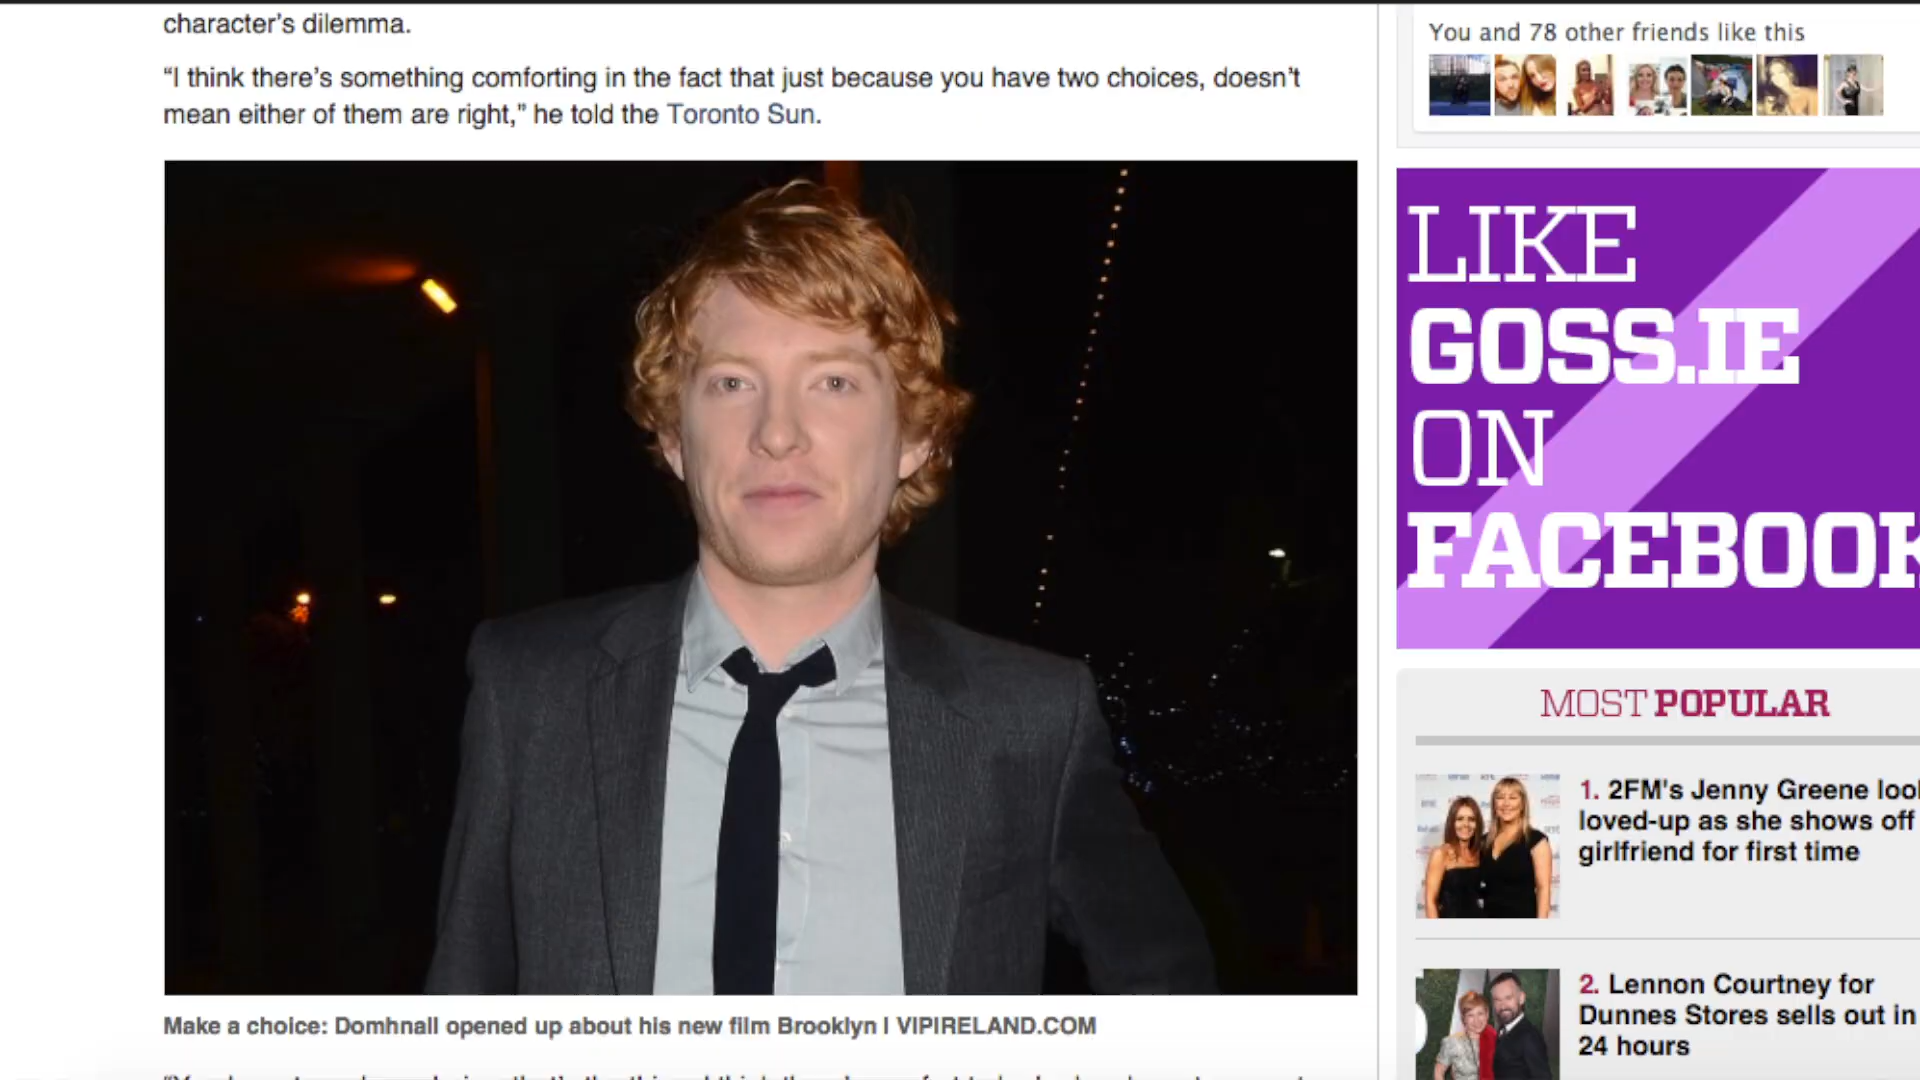 character’s dilemma.
“I think there’s something comforting in the fact that just because you have two choices, doesn’t
mean either of them are right,” he told the Toronto Sun.
Make a choice: Domhnall opened up about his new film Brooklyn I VIPIRELAND.COM
You and 78 other friends like this
LIKE
GOSS.IE
ON
FACEBOOK
MOST POPULAR
1. 2FM's Jenny Greene
loved-up as she shows off
girlfriend for first time
2. Lennon Courtney for
Dunnes Stores sells out in
24 hours